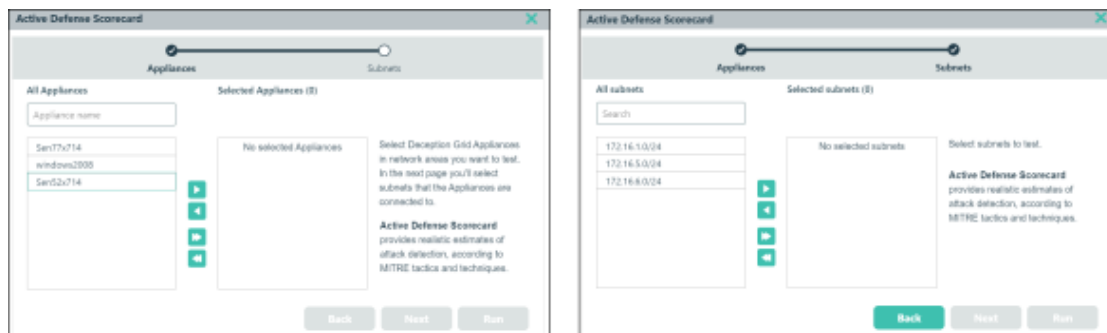 Active Defense Scorecard
Appliances
Subnets
All Appliances
Selected Appliances (0)
Appliance name
Sen77x714
windows2008
Sen52x714
No selected Appliances
Select Deception Grid Appliances
in network areas you want to test.
In the next page you'll select
subnets that the Appliances are
connected to.
Active Defense Scorecard
provides realistic estimates of
attack detection, according to
MITRE tactics and techniques.
Back
Next
Run
Active Defense Scorecard
Appliances
Subnets
All subnets
Selected subnets (0)
Search
172.16.1.0/24
172.16.5.0/24
172.16.6.0/24
No selected subnets
Select subnets to test.
Active Defense Scorecard
provides realistic estimates of
attack detection, according to
MITRE tactics and techniques.
Back
Next
Run